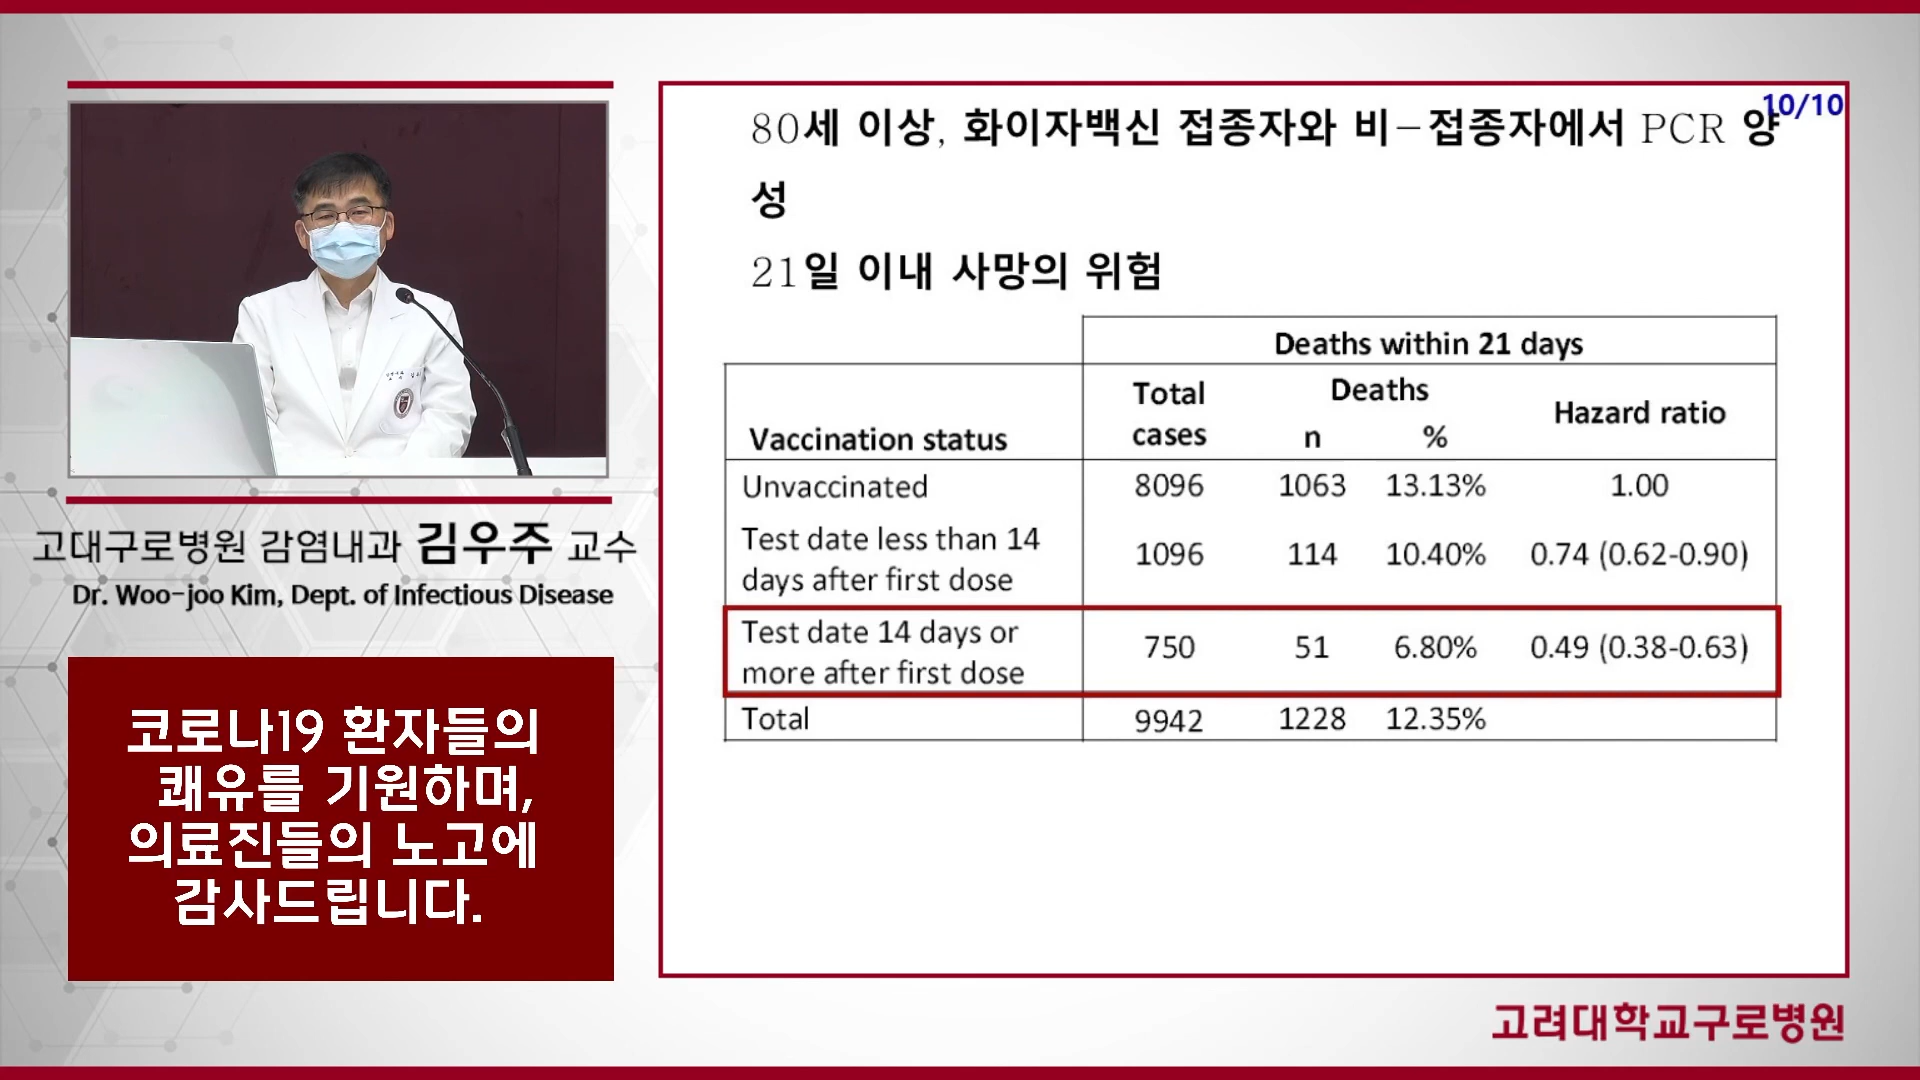 고대구로병원 감염내과 김우주 교수
Dr. Woo-joo Kim, Dept. of Infectious Disease
코로나19 환자들의
쾌유를 기원하며,
의료진들의 노고에
감사드립니다.
10/10
80세 이상, 화이자백신 접종자와 비-접종자에서 PCR 양
성
21일 이내 사망의 위험
Deaths within 21 days
Vaccination status Total cases Deaths n % Hazard ratio
Unvaccinated 8096 1063 13.13% 1.00
Test date less than 14
days after first dose 1096 114 10.40% 0.74 (0.62-0.90)
Test date 14 days or
more after first dose 750 51 6.80% 0.49 (0.38-0.63)
Total 9942 1228 12.35%
고려대학교구로병원